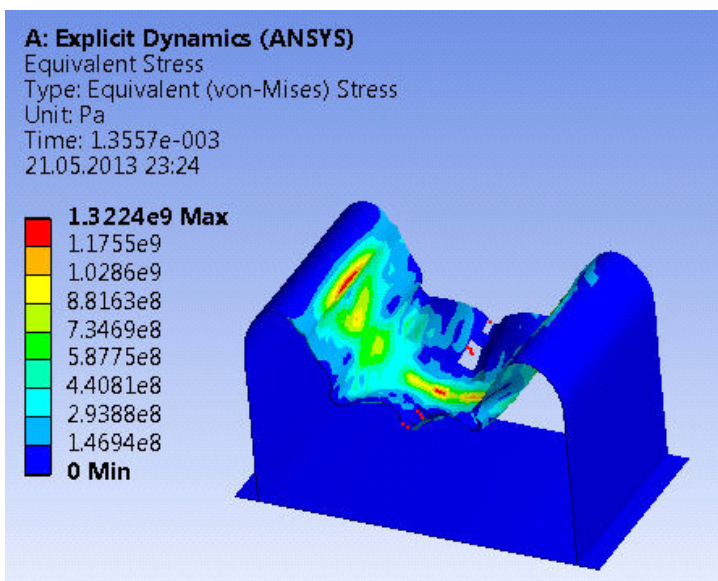 A: Explicit Dynamics (ANSYS)
Equivalent Stress
Type: Equivalent (von-Mises) Stress
Unit: Pa
Time: 1.3557e-003
21.05.2013 23:24
1.3224e9 Max
1.1755e9
1.0286e9
8.8163e8
7.3469e8
5.8775e8
4.4081e8
2.9388e8
1.4694e8
0 Min